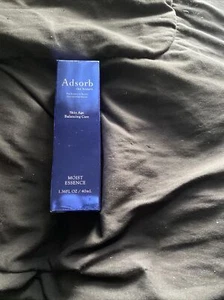 Adsorb
Skin Age
Balancing Care
MOIST
ESSENCE
1.36FL OZ / 40mL